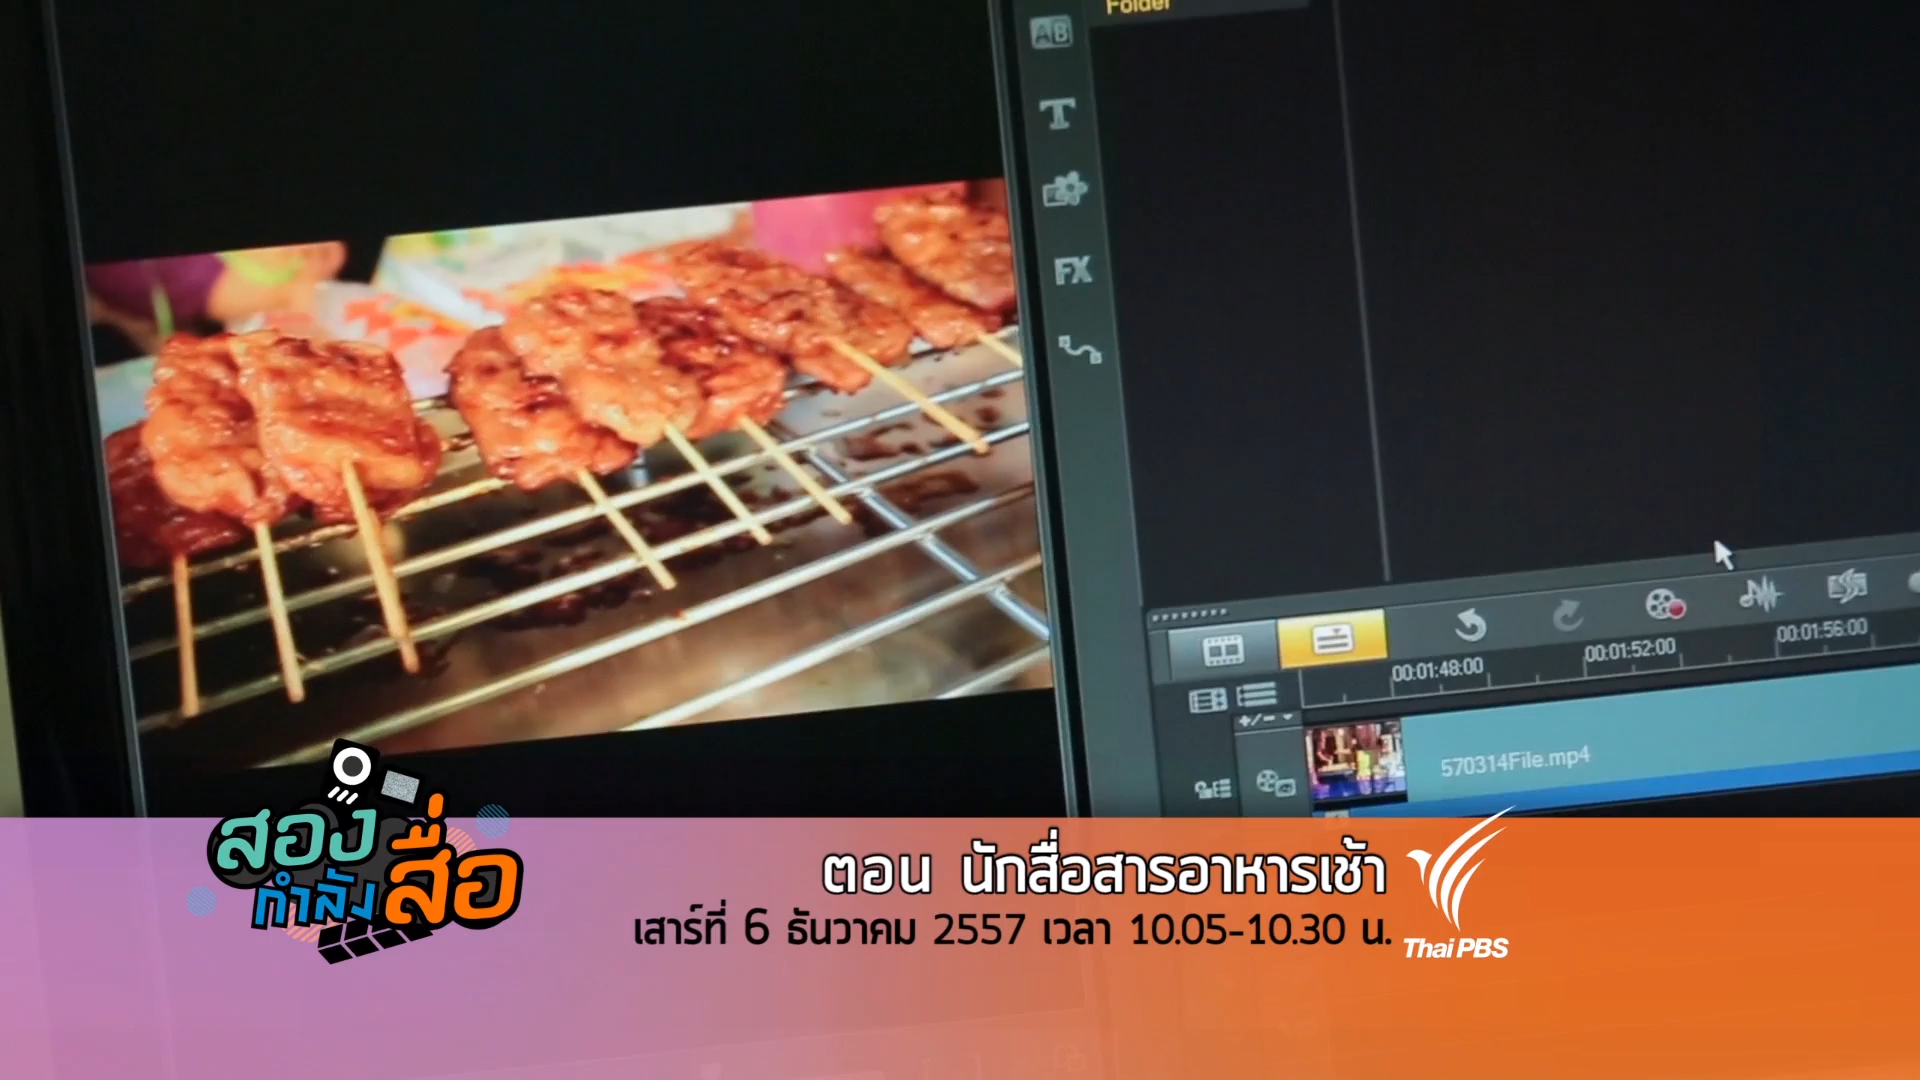 Folder
AB
T
FX
00:01:48:00
00:01:52:00
00:01:56:00
570314File.mp4
สอง
กำลัง
สื่อ
ตอน นักสื่อสารอาหารเช้า
เสาร์ที่ 6 ธันวาคม 2557 เวลา 10.05-10.30 น.
Thai PBS